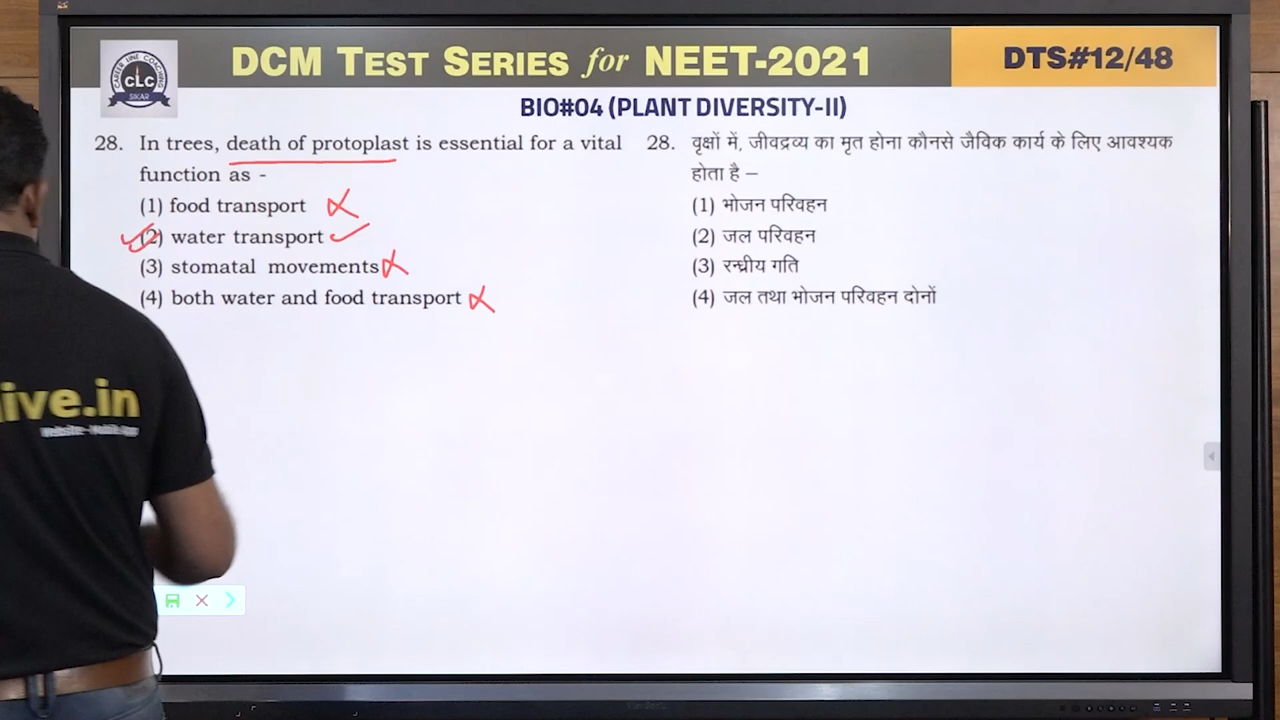 DCM TEST SERIES for NEET-2021
DTS#12/48
CAREER LINE COACHING
CLC
SIKAR
BIO#04 (PLANT DIVERSITY-II)
28. In trees, death of protoplast is essential for a vital
function as -
(1) food transport
(2) water transport
(3) stomatal movements
(4) both water and food transport
28. वृक्षों में, जीवद्रव्य का मृत होना कौनसे जैविक कार्य के लिए आवश्यक
होता है –
(1) भोजन परिवहन
(2) जल परिवहन
(3) रन्ध्रीय गति
(4) जल तथा भोजन परिवहन दोनों
ive.in